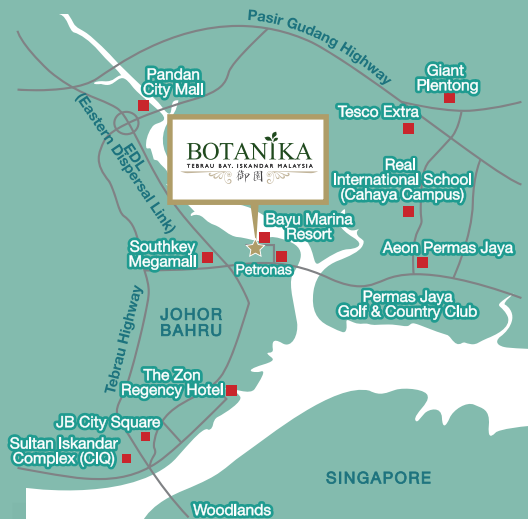 Pasir Gudang Highway
Pandan
City Mall
Giant
Plentong
(Eastern Dispersal Link)
EDL
Tesco Extra
BOTANIKA
TEBRAU BAY, ISKANDAR MALAYSIA
御園
Real
International School
(Cahaya Campus)
Bayu Marina
Resort
Southkey
Megamall
Aeon Permas Jaya
Petronas
Permas Jaya
Golf & Country Club
Tebrau Highway
JOHOR
BAHRU
The Zon
Regency Hotel
JB City Square
Sultan Iskandar
Complex (CIQ)
SINGAPORE
Woodlands